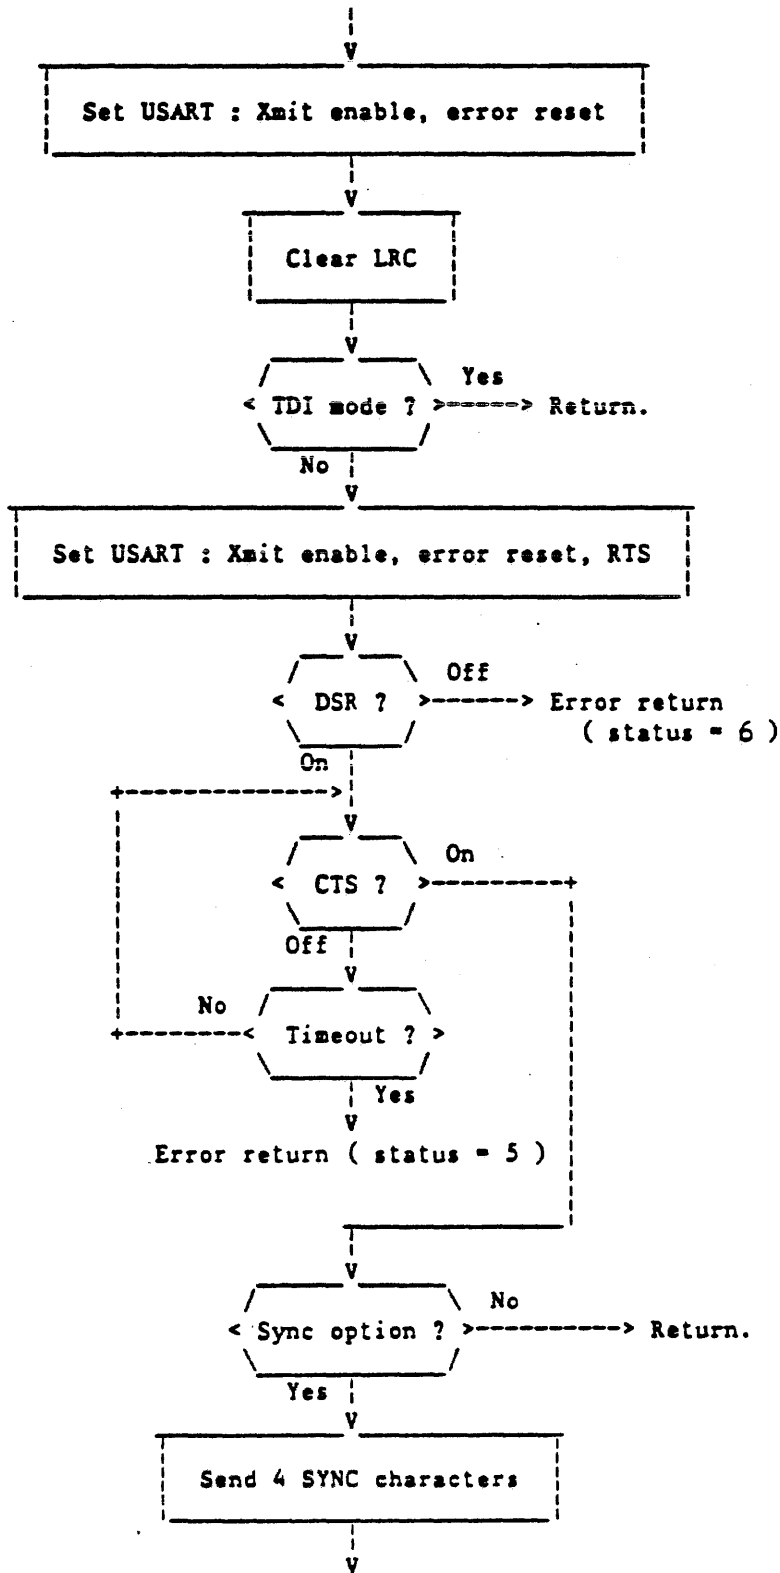 Set USART : Xmit enable, error reset
Clear LRC
Yes
TDI mode ?
Return.
No
Set USART : Xmit enable, error reset, RTS
Off
DSR ?
Error return
( status = 6 )
On
On
CTS ?
Off
No
Timeout ?
Yes
Error return ( status = 5 )
No
Sync option ?
Return.
Yes
Send 4 SYNC characters